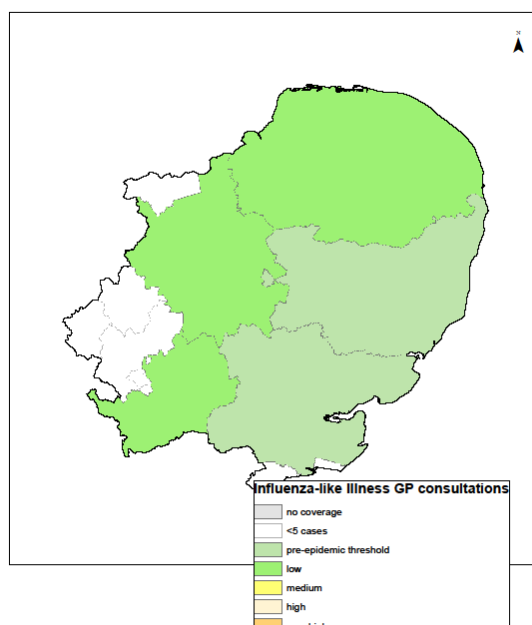 N
Influenza-like Illness GP consultations
no coverage
<5 cases
pre-epidemic threshold
low
medium
high